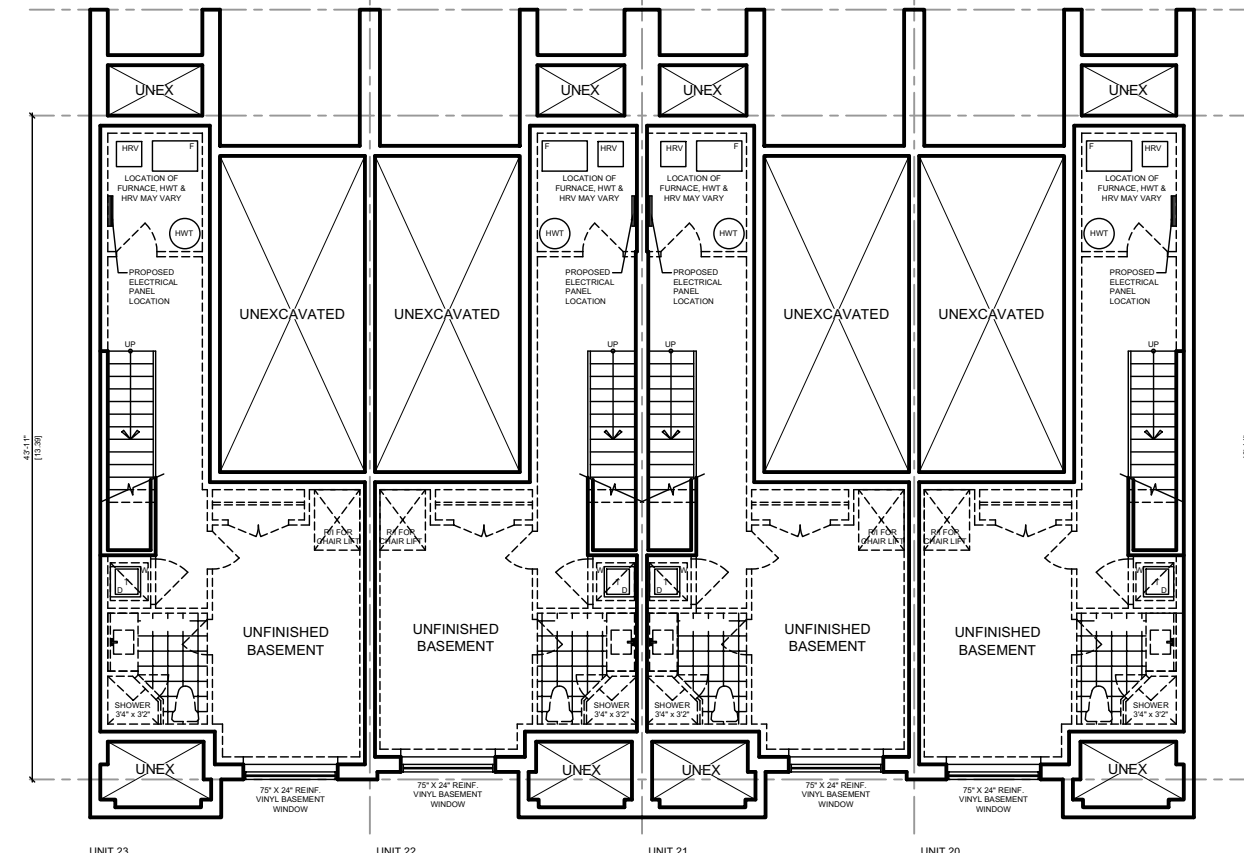 UNEX
UNEX
UNEX
UNEX
HRV
F
F
HRV
HRV
F
F
HRV
LOCATION OF
FURNACE, HWT &
HRV MAY VARY
LOCATION OF
FURNACE, HWT &
HRV MAY VARY
LOCATION OF
FURNACE, HWT &
HRV MAY VARY
LOCATION OF
FURNACE, HWT &
HRV MAY VARY
HWT
HWT
HWT
HWT
PROPOSED
ELECTRICAL
PANEL
LOCATION
PROPOSED
ELECTRICAL
PANEL
LOCATION
PROPOSED
ELECTRICAL
PANEL
LOCATION
PROPOSED
ELECTRICAL
PANEL
LOCATION
UNEXCAVATED
UNEXCAVATED
UNEXCAVATED
UNEXCAVATED
UP
UP
UP
UP
43'-11"
[13.39]
R/I FOR
CHAIR LIFT
R/I FOR
CHAIR LIFT
R/I FOR
CHAIR LIFT
R/I FOR
CHAIR LIFT
W
D
W
D
W
D
W
D
UNFINISHED
BASEMENT
UNFINISHED
BASEMENT
UNFINISHED
BASEMENT
UNFINISHED
BASEMENT
SHOWER
3'4" x 3'2"
SHOWER
3'4" x 3'2"
SHOWER
3'4" x 3'2"
SHOWER
3'4" x 3'2"
UNEX
UNEX
UNEX
UNEX
75" X 24" REINF.
VINYL BASEMENT
WINDOW
75" X 24" REINF.
VINYL BASEMENT
WINDOW
75" X 24" REINF.
VINYL BASEMENT
WINDOW
75" X 24" REINF.
VINYL BASEMENT
WINDOW
UNIT 23
UNIT 22
UNIT 21
UNIT 20